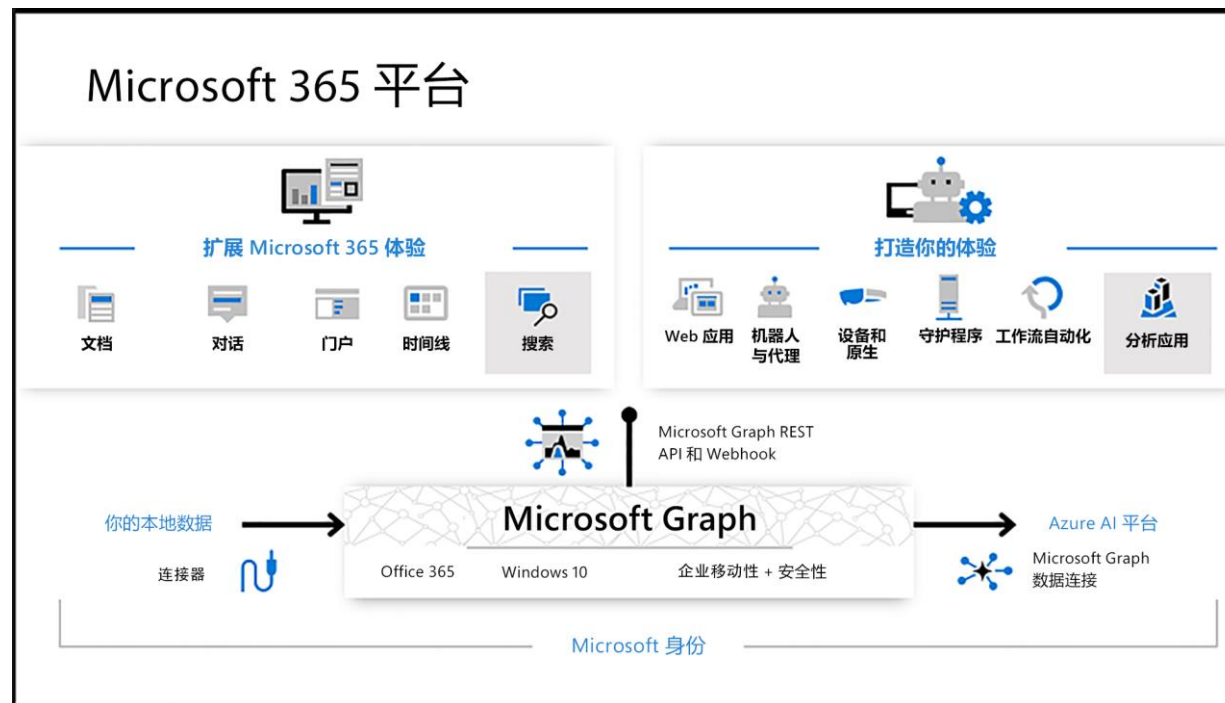 Microsoft 365 平台
扩展 Microsoft 365 体验
文档
对话
门户
时间线
搜索
打造你的体验
Web 应用
机器人
与代理
设备和
原生
守护程序
工作流自动化
分析应用
Microsoft Graph REST
API 和 Webhook
你的本地数据
连接器
Microsoft Graph
Office 365
Windows 10
企业移动性 + 安全性
Azure AI 平台
Microsoft Graph
数据连接
Microsoft 身份